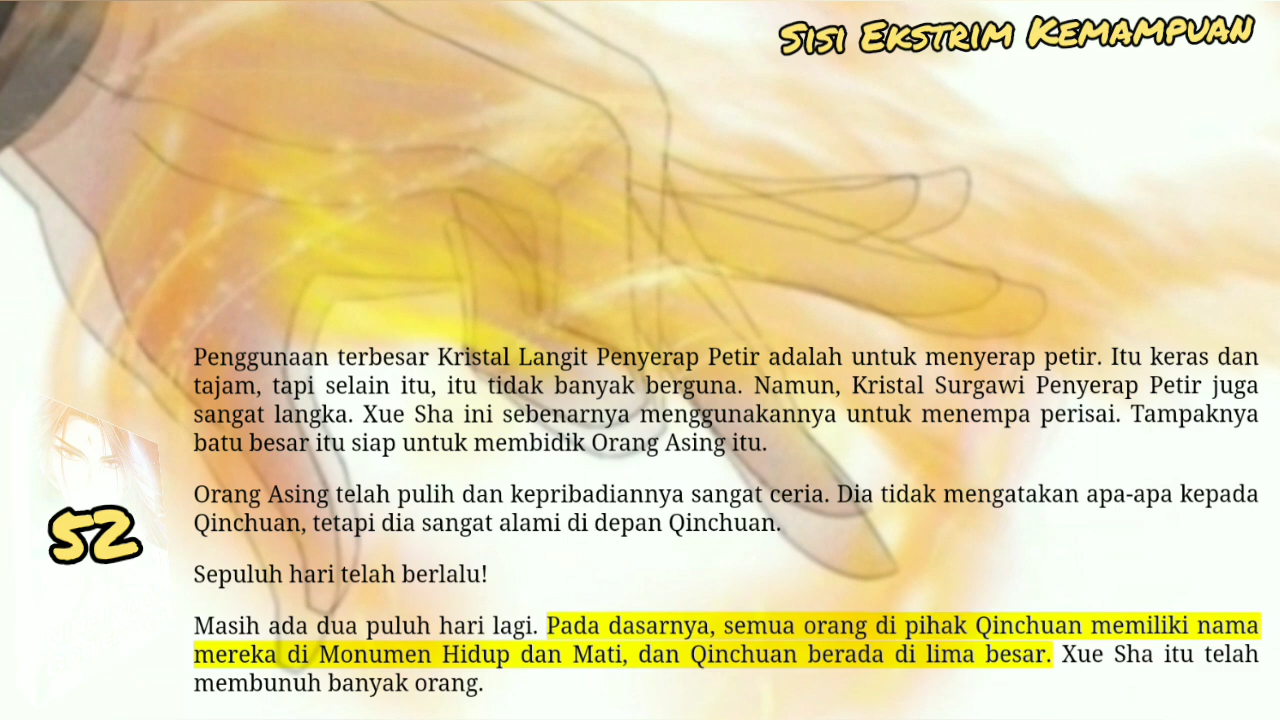 Sisi Ekstrim Kemampuan
Penggunaan terbesar Kristal Langit Penyerap Petir adalah untuk menyerap petir. Itu keras dan
tajam, tapi selain itu, itu tidak banyak berguna. Namun, Kristal Surgawi Penyerap Petir juga
sangat langka. Xue Sha ini sebenarnya menggunakannya untuk menempa perisai. Tampaknya
batu besar itu siap untuk membidik Orang Asing itu.
Orang Asing telah pulih dan kepribadiannya sangat ceria. Dia tidak mengatakan apa-apa kepada
Qinchuan, tetapi dia sangat alami di depan Qinchuan.
52
Sepuluh hari telah berlalu!
Masih ada dua puluh hari lagi. Pada dasarnya, semua orang di pihak Qinchuan memiliki nama
mereka di Monumen Hidup dan Mati, dan Qinchuan berada di lima besar. Xue Sha itu telah
membunuh banyak orang.